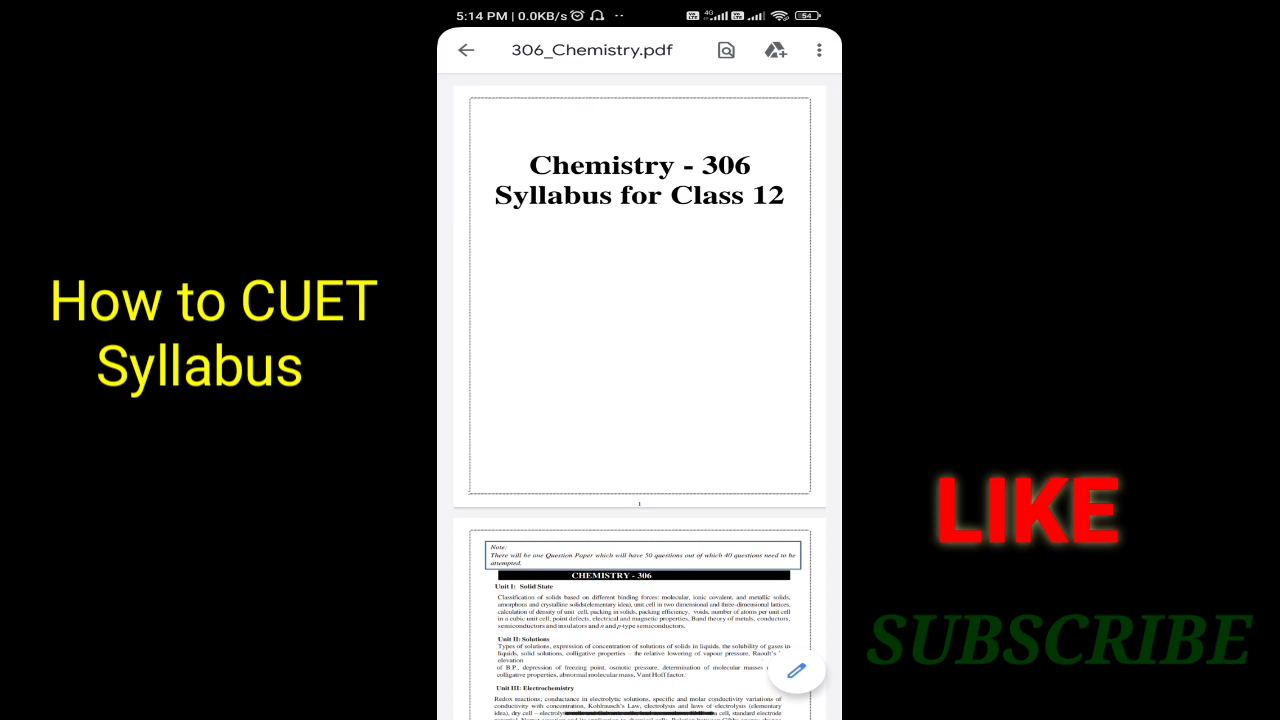 5:14 PM | 0.0KB/s
4G
54
306_Chemistry.pdf
Chemistry - 306
Syllabus for Class 12
1
How to CUET
Syllabus
LIKE
SUBSCRIBE
Note:
There will be one Question Paper which will have 50 questions out of which 40 questions need to be
attempted.
CHEMISTRY - 306
Unit I: Solid State
Classification of solids based on different binding forces: molecular, ionic covalent, and metallic solids,
amorphous and crystalline solids(elementary idea), unit cell in two dimensional and three-dimensional lattices,
calculation of density of unit cell, packing in solids, packing efficiency, voids, number of atoms per unit cell
in a cubic unit cell, point defects, electrical and magnetic properties, Band theory of metals, conductors,
semiconductors and insulators and n and p-type semiconductors.
Unit II: Solutions
Types of solutions, expression of concentration of solutions of solids in liquids, the solubility of gases in
liquids, solid solutions, colligative properties – the relative lowering of vapour pressure, Raoult's
elevation
of B.P., depression of freezing point, osmotic pressure, determination of molecular masses
colligative properties, abnormal molecular mass, Vant Hoff factor.
Unit III: Electrochemistry
Redox reactions; conductance in electrolytic solutions, specific and molar conductivity variations of
conductivity with concentration, Kohlrausch's Law, electrolysis and laws of electrolysis (elementary
idea), dry cell – cell, standard electrode